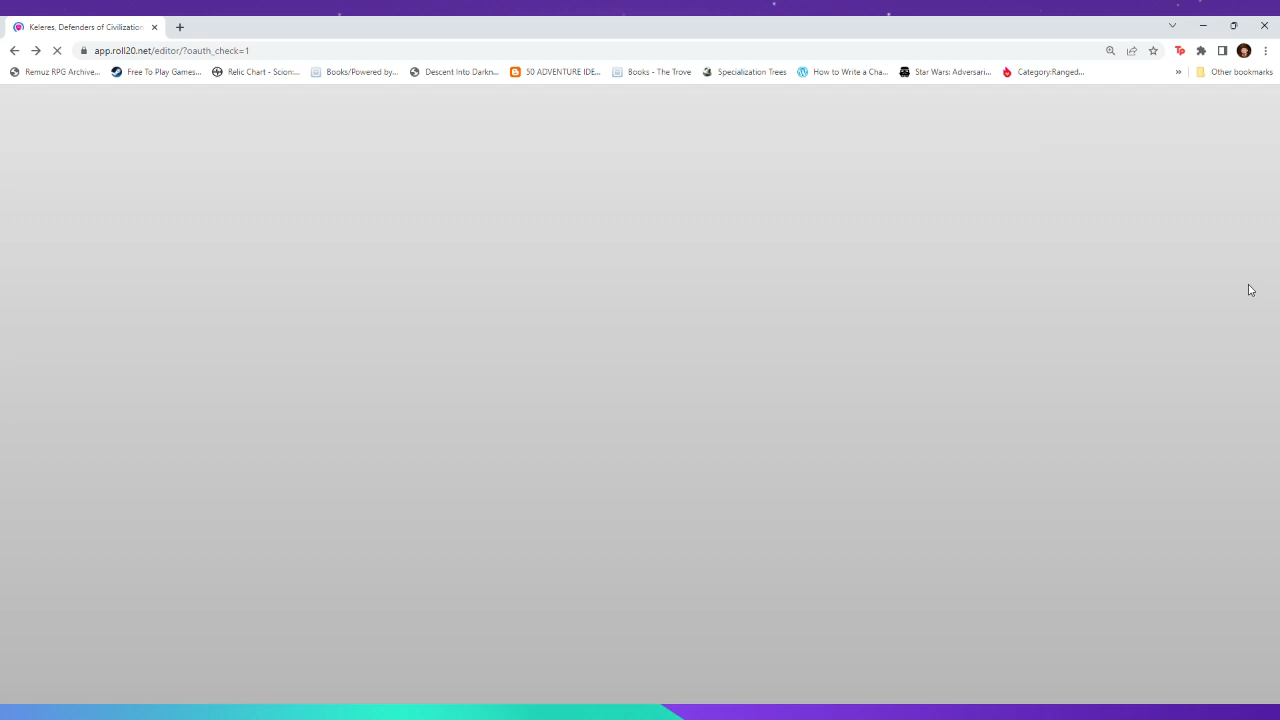 Keleres, Defenders of Civilization
app.roll20.net/editor/?oauth_check=1
Remuz RPG Archive... Free To Play Games... Relic Chart - Scion:... Books/Powered by... Descent Into Darkn... 50 ADVENTURE IDE... Books - The Trove Specialization Trees How to Write a Cha... Star Wars: Adversari... Category:Ranged... » Other bookmarks